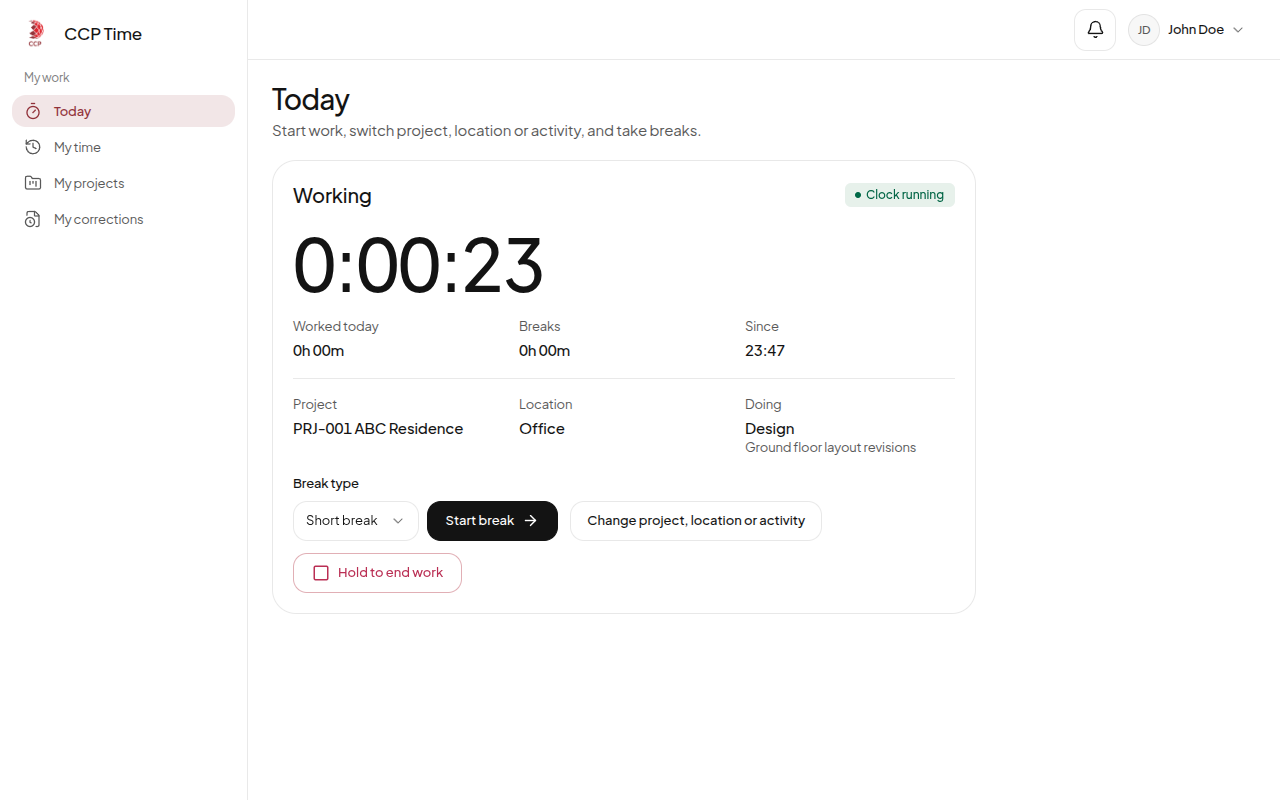 CCP
CCP Time
JD
John Doe
My work
Today
My time
My projects
My corrections
Today
Start work, switch project, location or activity, and take breaks.
Working
Clock running
0:00:23
Worked today
Breaks
Since
0h 00m
0h 00m
23:47
Project
Location
Doing
PRJ-001 ABC Residence
Office
Design
Ground floor layout revisions
Break type
Short break
Start break
Change project, location or activity
Hold to end work